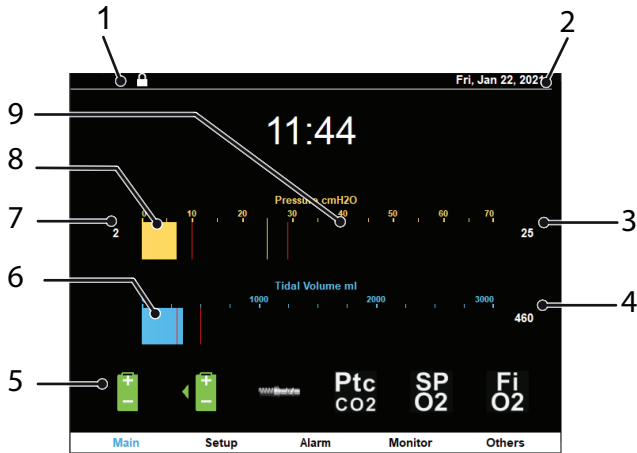 1
2
Fri, Jan 22, 2021
9
11:44
8
Pressure cmH2O
0 10 20 30 40 50 60 70
7
2
25
3
6
Tidal Volume ml
1000 2000 3000
460
4
5
Ptc CO2
SP O2
Fi O2
Main Setup Alarm Monitor Others